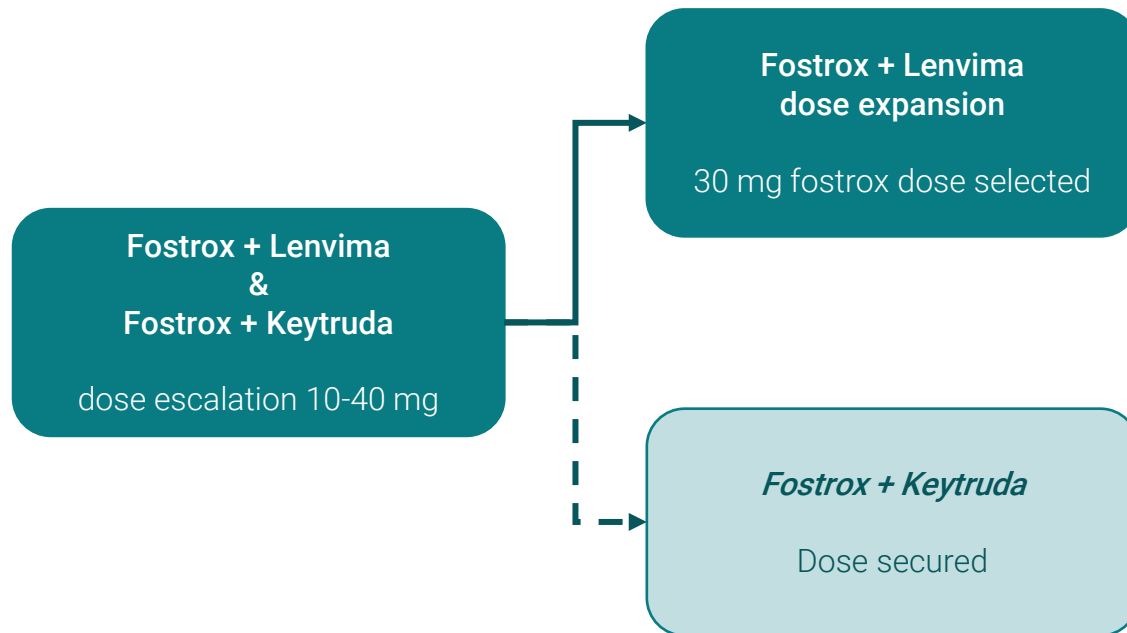 Fostrox + Lenvima
&
Fostrox + Keytruda
dose escalation 10-40 mg
Fostrox + Lenvima
dose expansion
30 mg fostrox dose selected
Fostrox + Keytruda
Dose secured